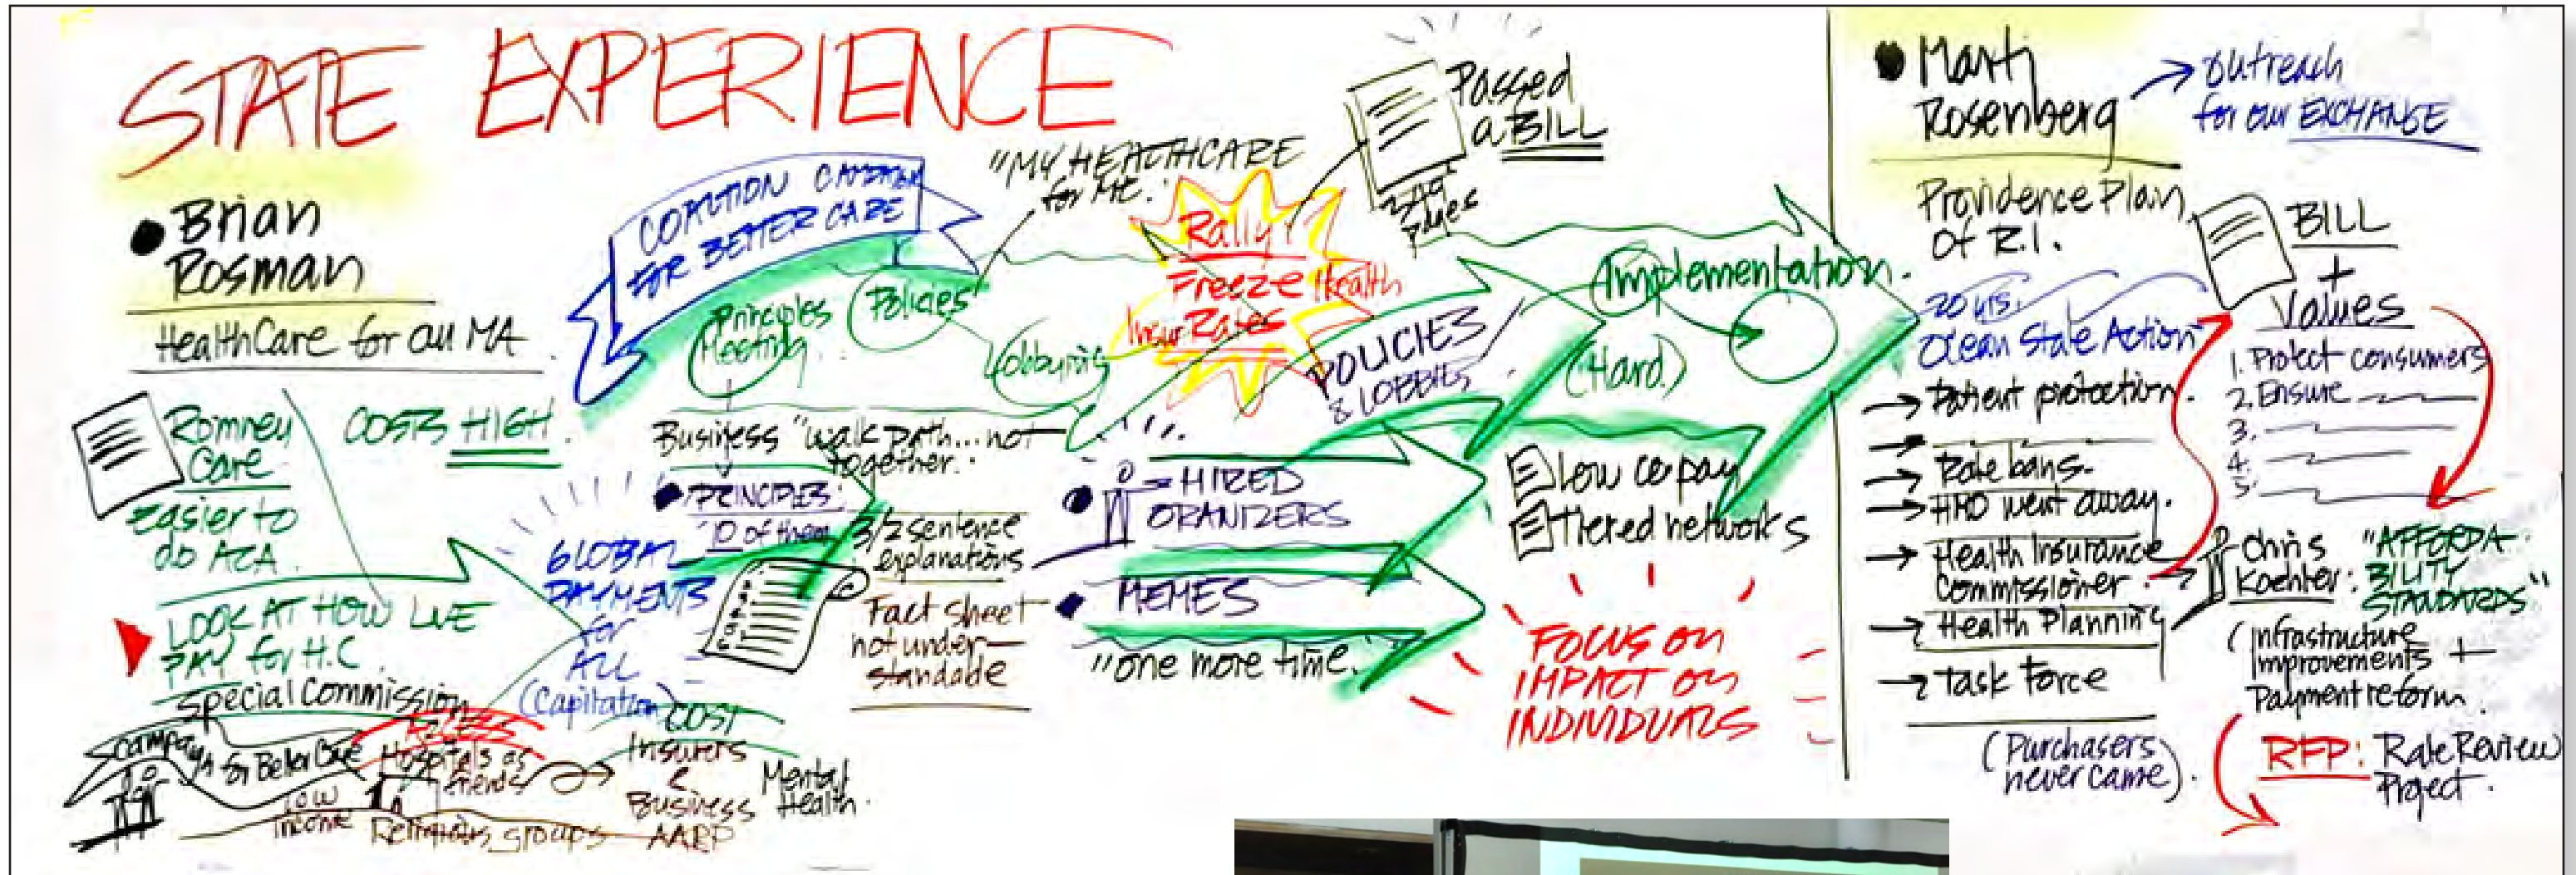 STATE EXPERIENCE
Brian
Rosman
HealthCare for all MA
Romney
Care
easier to
do ACA.
COSTS HIGH.
LOOK AT HOW WE
PAY for H.C.
Special Commission
for Better Care
ACCESS
Hospitals as
friends
low
income
Religious groups
COST
Insurers
&
Business
AARP
Mental
Health.
COALITION CAMPAIGN
FOR BETTER CARE
Principles
Meeting
Policies
Lobbying
"MY HEALTHCARE
for ME."
Rally
Freeze Health
Insur Rates
Passed
a BILL
pages
Business "walk path...not
together."
PRINCIPLES:
10 of them
3/2 sentence
explanations
Fact sheet
not under-
standable
GLOBAL
PAYMENTS
for
ALL
(Capitation)
HIRED
ORANIZERS
MEMES
"one more time."
POLICIES
& LOBBIES
Implementation.
(Hard)
Low co pay
Tiered networks
FOCUS ON
IMPACT ON
INDIVIDUALS
Marti
Rosenberg
outreach
for our EXCHANGE
Providence Plan
Of R.I.
20 yrs.
Ocean State Action
Patient protection.
Rate bans.
HMO went away.
Health Insurance
Commissioner
Health Planning
Task Force
(Purchasers
never came).
BILL
+
Values
1. Protect consumers
2. Ensure
3.
4.
5.
Chris
Koehler:
"AFFORDA-
BILITY
STANDARDS"
(Infrastructure
improvements +
Payment reform.
RFP: Rate Review
Project.